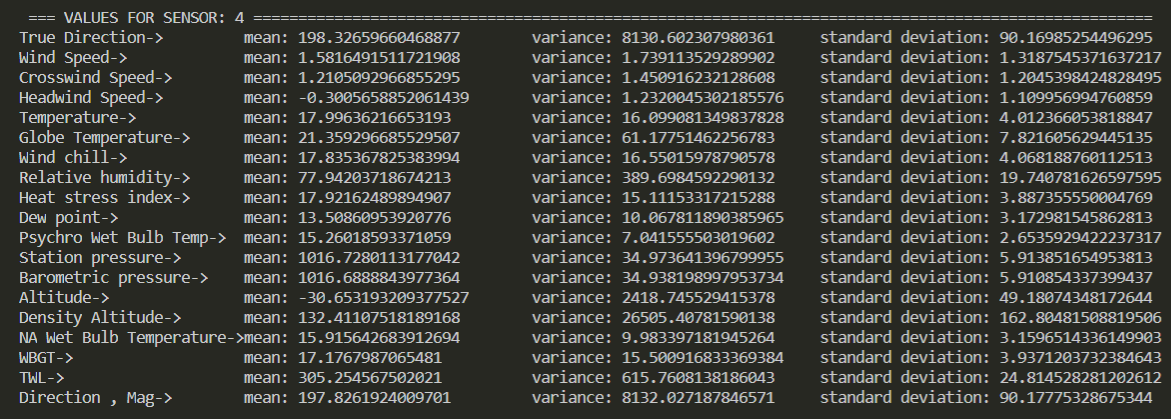 === VALUES FOR SENSOR: 4 ====================================================================================================
True Direction-> mean: 198.32659660468877 variance: 8130.602307980361 standard deviation: 90.16985254496295
Wind Speed-> mean: 1.5816491511721908 variance: 1.739113529289902 standard deviation: 1.3187545371637217
Crosswind Speed-> mean: 1.2105092966855295 variance: 1.450916232128608 standard deviation: 1.2045398424828495
Headwind Speed-> mean: -0.3005658852061439 variance: 1.2320045302185576 standard deviation: 1.109956994760859
Temperature-> mean: 17.99636216653193 variance: 16.099081349837828 standard deviation: 4.012366053818847
Globe Temperature-> mean: 21.359296685529507 variance: 61.17751462256783 standard deviation: 7.821605629445135
Wind chill-> mean: 17.835367825383994 variance: 16.55015978790578 standard deviation: 4.068188760112513
Relative humidity-> mean: 77.94203718674213 variance: 389.6984592290132 standard deviation: 19.740781626597595
Heat stress index-> mean: 17.92162489894907 variance: 15.111533317215288 standard deviation: 3.887355550004769
Dew point-> mean: 13.50860953920776 variance: 10.067811890385965 standard deviation: 3.172981545862813
Psychro Wet Bulb Temp-> mean: 15.26018593371059 variance: 7.041555503019602 standard deviation: 2.6535929422237317
Station pressure-> mean: 1016.7280113177042 variance: 34.973641396799955 standard deviation: 5.913851654953813
Barometric pressure-> mean: 1016.6888843977364 variance: 34.938198997953734 standard deviation: 5.910854337399437
Altitude-> mean: -30.653193209377527 variance: 2418.745529415378 standard deviation: 49.18074348172644
Density Altitude-> mean: 132.41107518189168 variance: 26505.40781590138 standard deviation: 162.80481508819506
NA Wet Bulb Temperature->mean: 15.915642683912694 variance: 9.983397181945264 standard deviation: 3.1596514336149903
WBGT-> mean: 17.1767987065481 variance: 15.500916833369384 standard deviation: 3.9371203732384643
TWL-> mean: 305.254567502021 variance: 615.7608138186043 standard deviation: 24.814528281202612
Direction , Mag-> mean: 197.8261924009701 variance: 8132.027187846571 standard deviation: 90.17775328675344